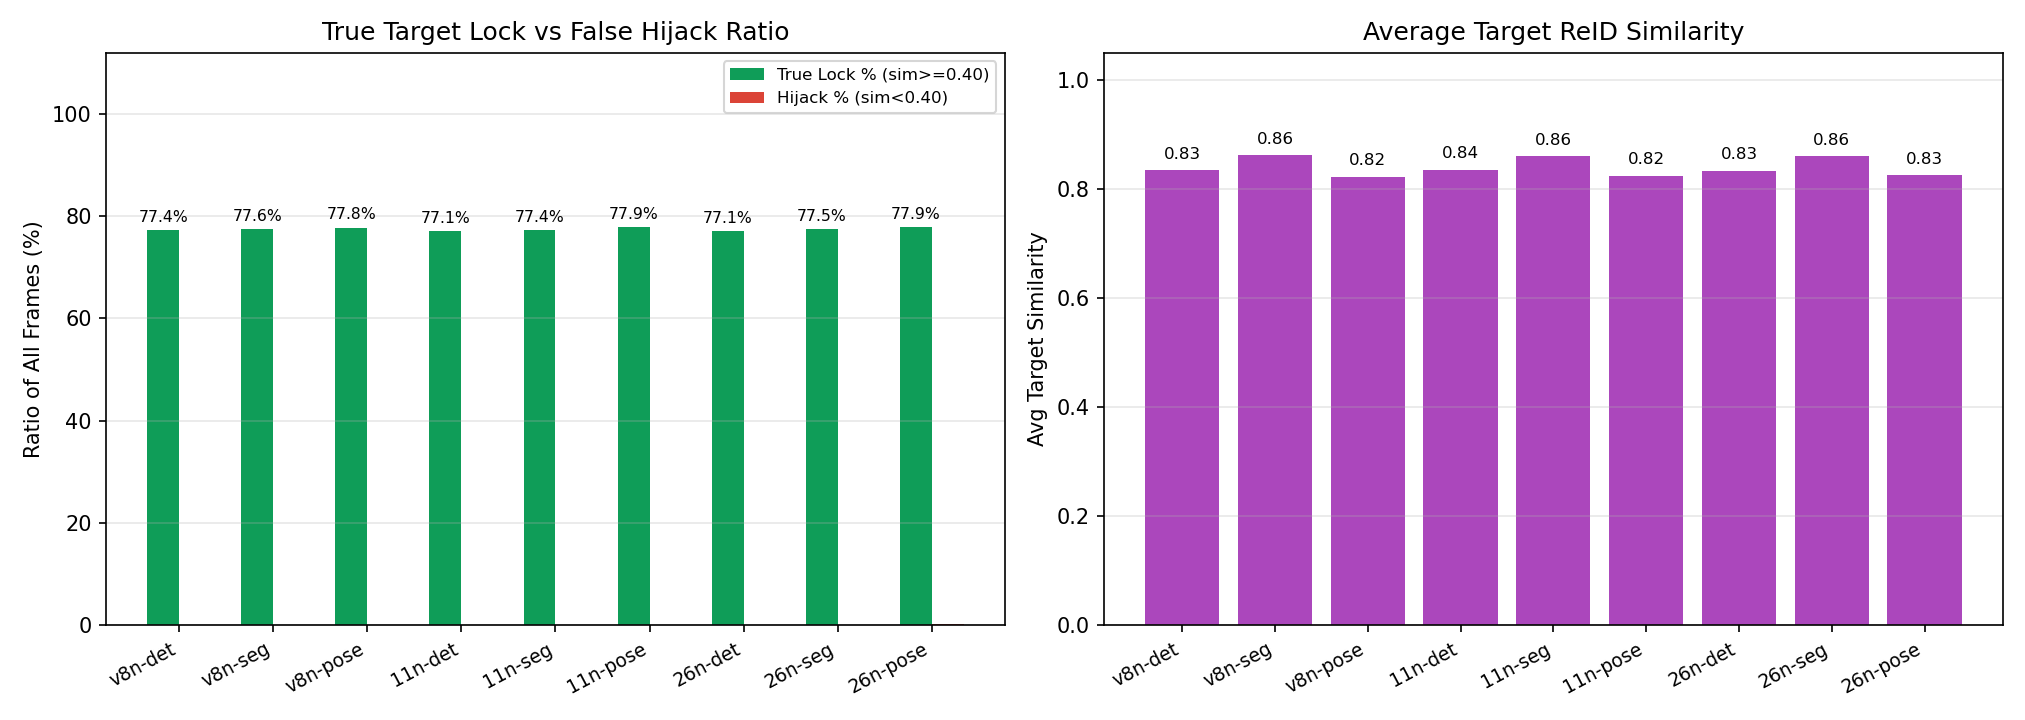 True Target Lock vs False Hijack Ratio
True Lock % (sim>=0.40)
Hijack % (sim<0.40)
Ratio of All Frames (%)
100
80
60
40
20
0
77.4%
77.6%
77.8%
77.1%
77.4%
77.9%
77.1%
77.5%
77.9%
v8n-det
v8n-seg
v8n-pose
11n-det
11n-seg
11n-pose
26n-det
26n-seg
26n-pose
Average Target ReID Similarity
Avg Target Similarity
1.0
0.8
0.6
0.4
0.2
0.0
0.83
0.86
0.82
0.84
0.86
0.82
0.83
0.86
0.83
v8n-det
v8n-seg
v8n-pose
11n-det
11n-seg
11n-pose
26n-det
26n-seg
26n-pose